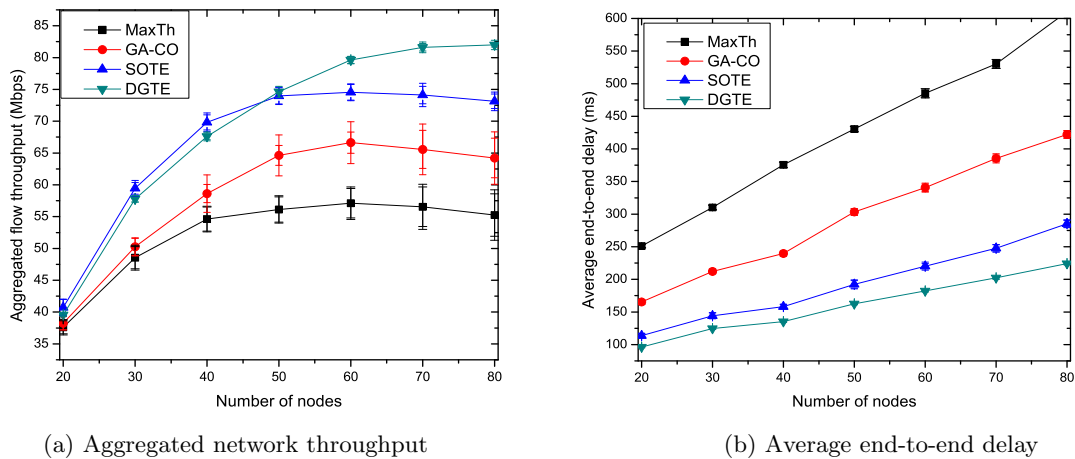 MaxTh
GA-CO
SOTE
DGTE
85
80
75
70
65
60
55
50
45
40
35
20 30 40 50 60 70 80
Aggregated flow throughput (Mbps)
Number of nodes
(a) Aggregated network throughput
MaxTh
GA-CO
SOTE
DGTE
600
550
500
450
400
350
300
250
200
150
100
20 30 40 50 60 70 80
Average end-to-end delay (ms)
Number of nodes
(b) Average end-to-end delay